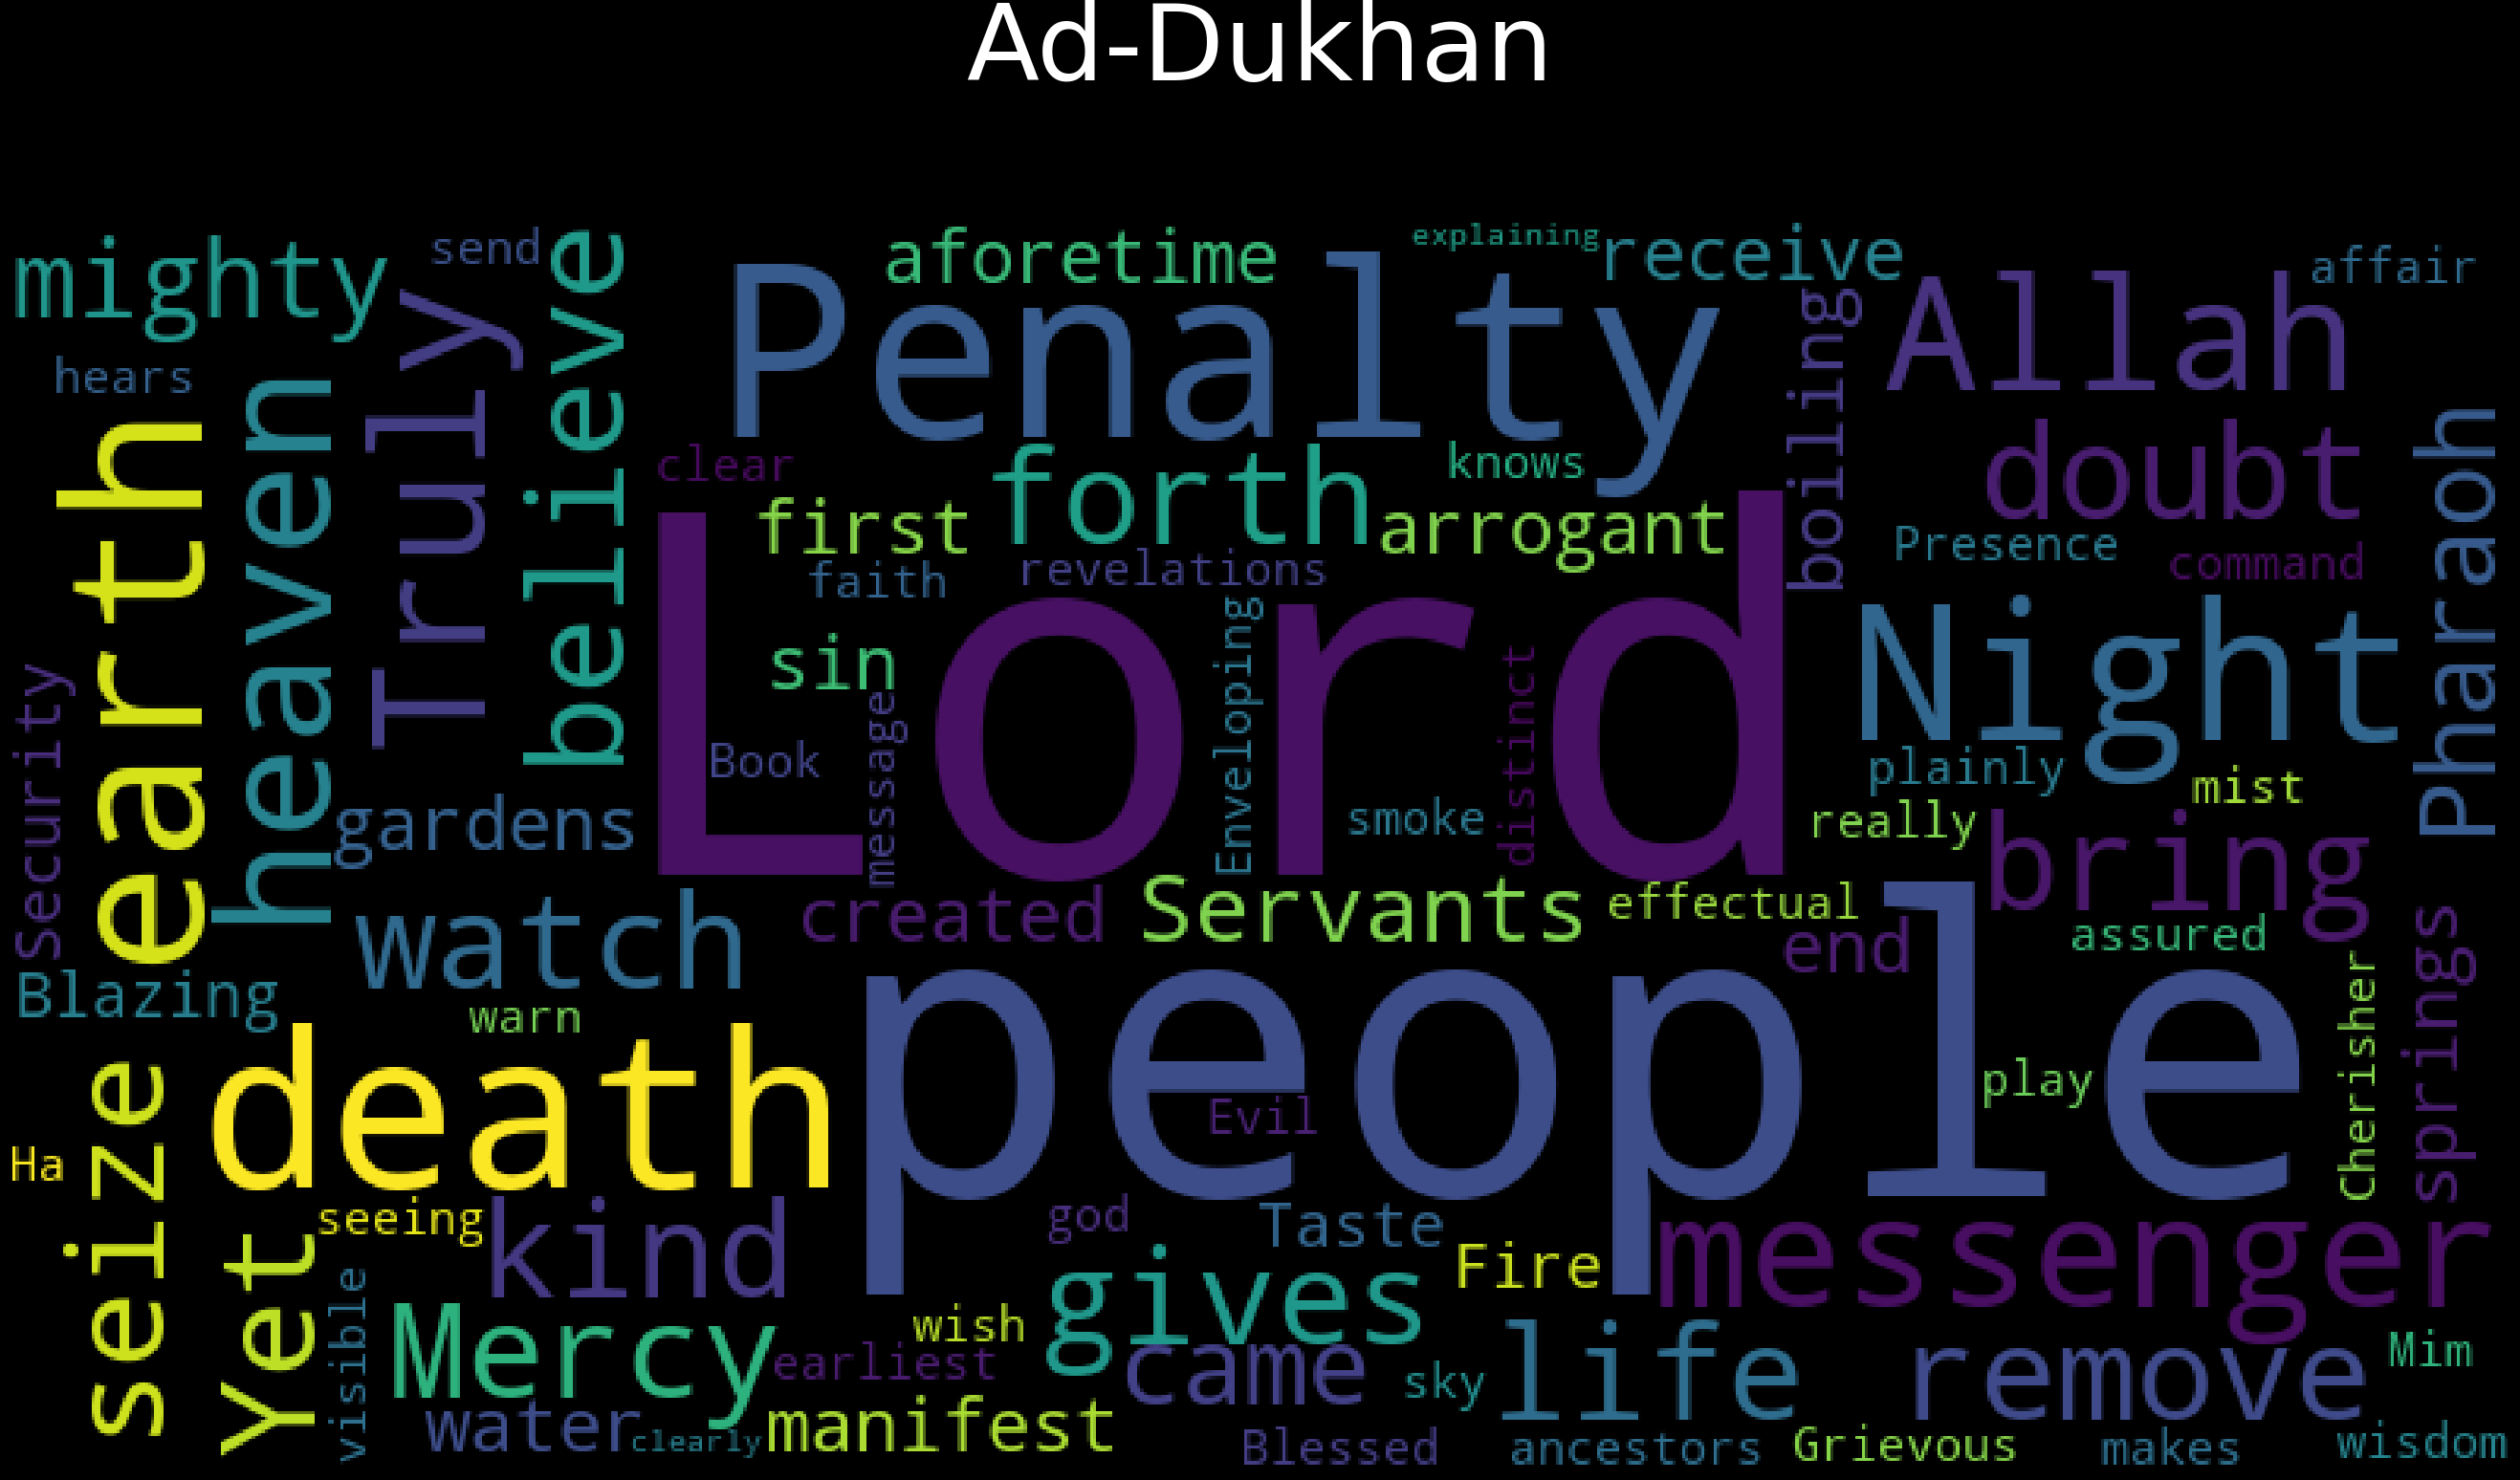 Ad-Dukhan
mighty
send
believe
aforetime
explaining
receive
affair
Penalty
Allah
boiling
Truly
hears
heaven
earth
clear
forth
knows
doubt
Pharaoh
first
arrogant
faith
revelations
Presence
command
Lord
Night
sin
Enveloping
distinct
Security
Book
message
smoke
plainly
mist
gardens
really
bring
watch
created
Servants
effectual
end
assured
springs
Blazing
warn
people
Cherisher
death
seize
Evil
play
Ha
seeing
kind
god
Taste
messenger
Yet
visible
Mercy
wish
gives
Fire
earliest
came
sky
life
remove
Mim
water
clearly
manifest
Blessed
ancestors
Grievous
makes
wisdom